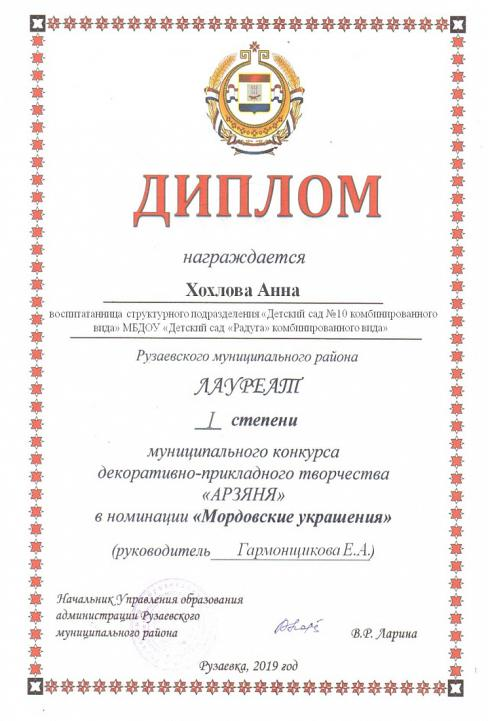 ДИПЛОМ
награждается
Хохлова Анна
воспитаганница структурного подразделения «Детский сад №10 комбинированного
вида» МБДОУ «Детский сад «Радуга» комбинированного вида»
Рузаевского муниципального района
ЛАУРЕАТ
I степени
муниципального конкурса
декоративно-прикладного творчества
«АРЗЯНЯ»
в номинации «Мордовские украшения»
(руководитель Гармонщикова Е.А.)
Начальник Управления образования
администрации Рузаевского
муниципального района В.Р. Ларина
Рузаевка, 2019 год